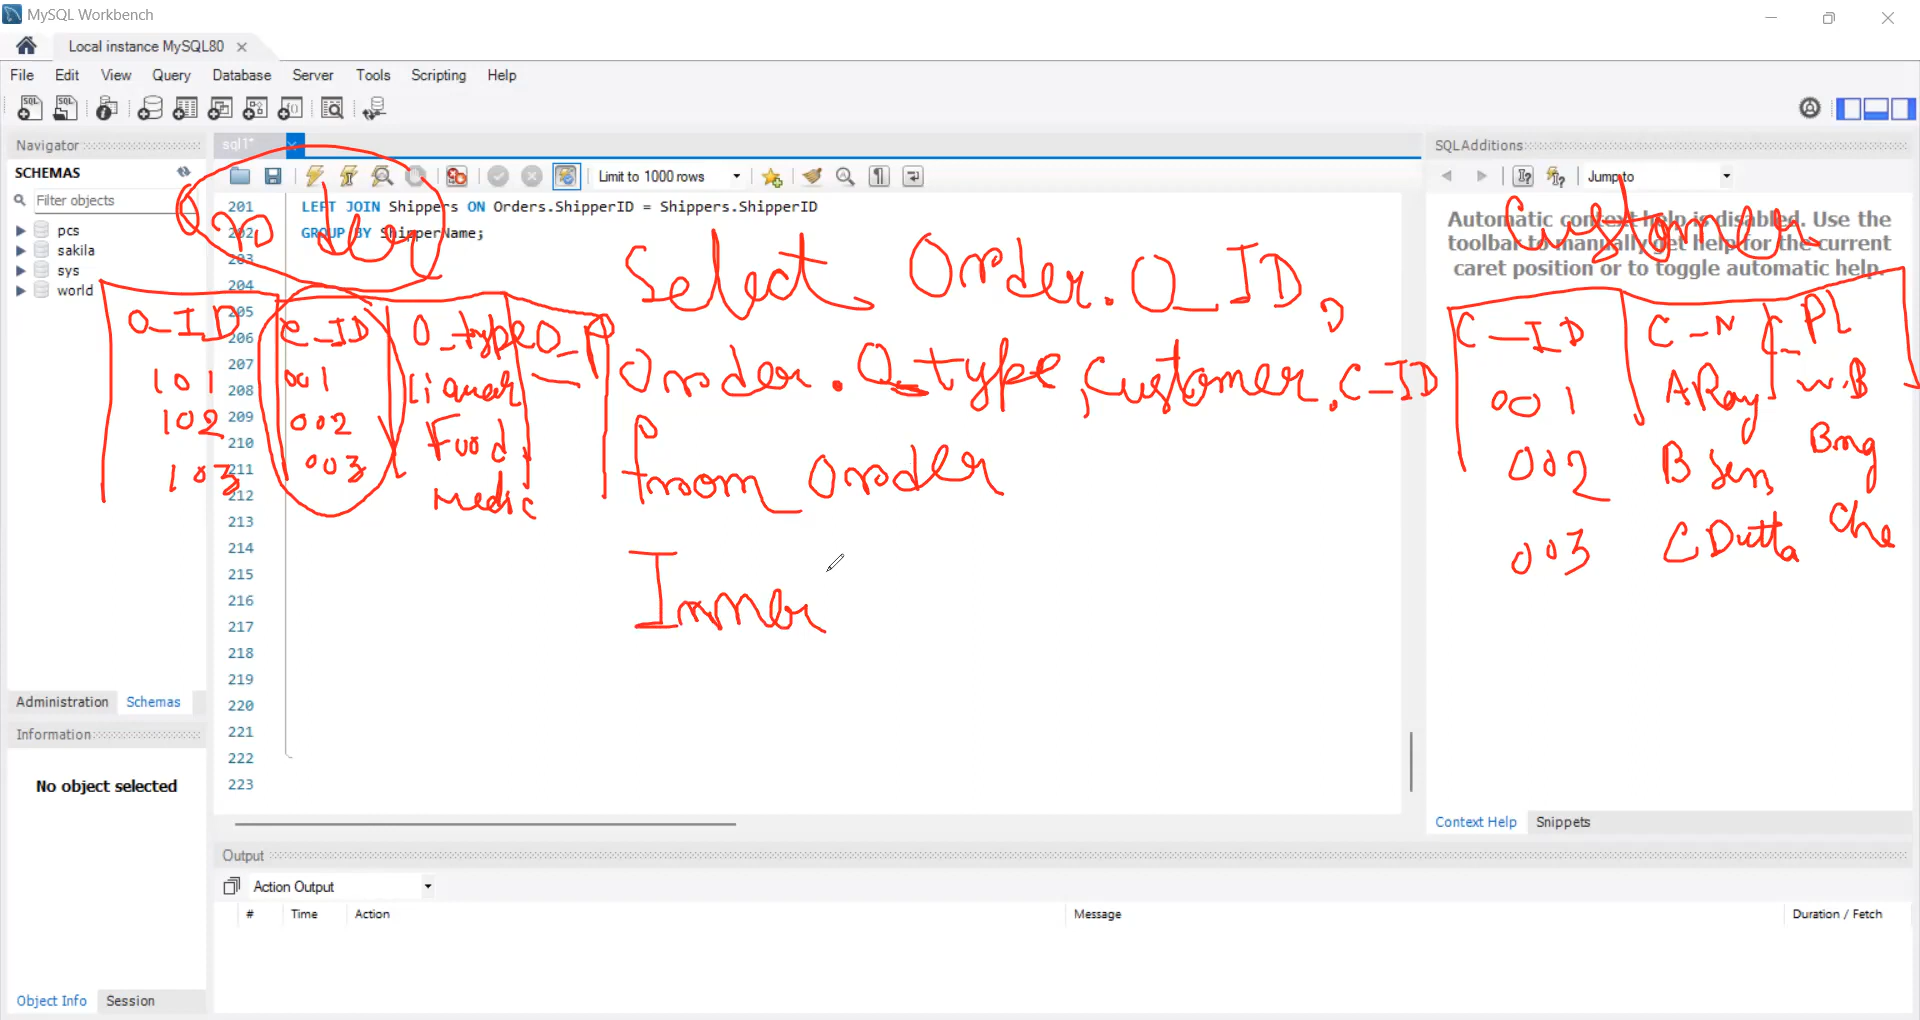 MySQL Workbench
Local instance MySQL80
File Edit View Query Database Server Tools Scripting Help
Navigator
SCHEMAS
Filter objects
pcs
sakila
sys
world
Administration Schemas
Information
No object selected
Object Info Session
sql1*
Limit to 1000 rows
201 LEFT JOIN Shippers ON Orders.ShipperID = Shippers.ShipperID
202 GROUP BY ShipperName;
203
204
205
206
207
208
209
210
211
212
213
214
215
216
217
218
219
220
221
222
223
O_ID C_ID O_type O_P
101 001 Liquer
102 002 Food
103 003 Medic
Select Order.O_ID,
Order.O_type, Customer.C_ID
from Order
Inner
SQLAdditions
Jump to
Automatic context help is disabled. Use the
toolbar to manually get help for the current
caret position or to toggle automatic help.
Customer
C_ID C_N C_Pl
001 A Ray W.B
002 B Sen Bng
003 C Dutta Che
Context Help Snippets
Output
Action Output
# Time Action Message Duration / Fetch